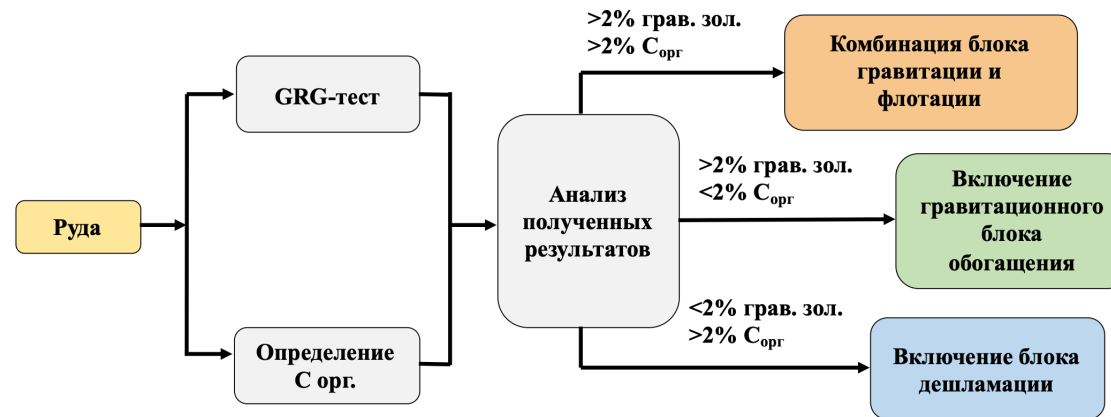 Руда
GRG-тест
Определение
С орг.
Анализ
полученных
результатов
>2% грав. зол.
>2% Сорг
Комбинация блока
гравитации и
флотации
>2% грав. зол.
<2% Сорг
Включение
гравитационного
блока
обогащения
<2% грав. зол.
>2% Сорг
Включение блока
дешламации